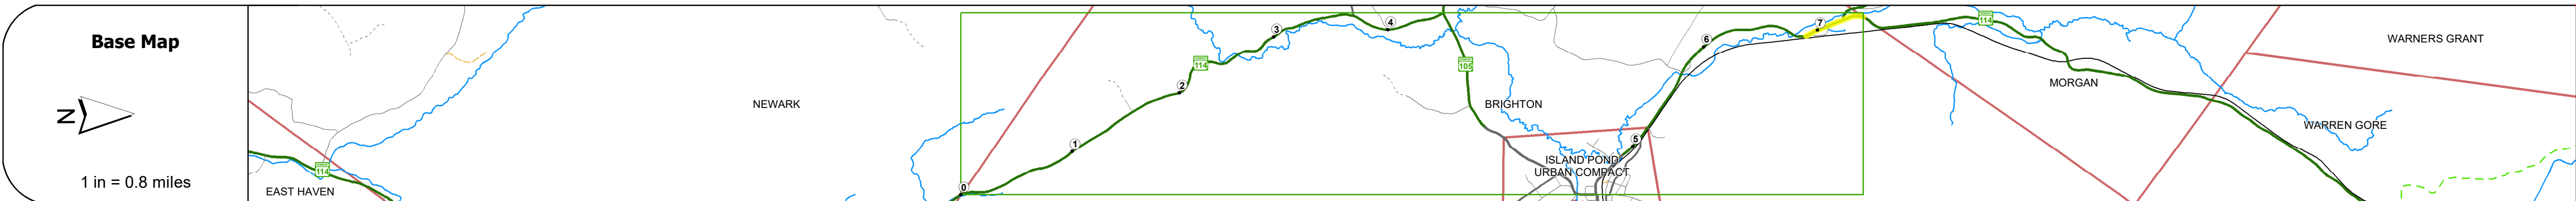 Base Map
N
1 in = 0.8 miles
114
EAST HAVEN
NEWARK
0
1
2
114
3
4
105
BRIGHTON
ISLAND POND
URBAN COMPACT
5
6
7
114
MORGAN
WARNERS GRANT
WARREN GORE